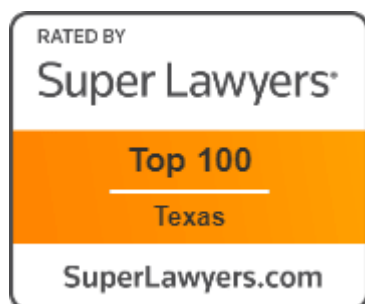 RATED BY
Super Lawyers®
Top 100
Texas
SuperLawyers.com